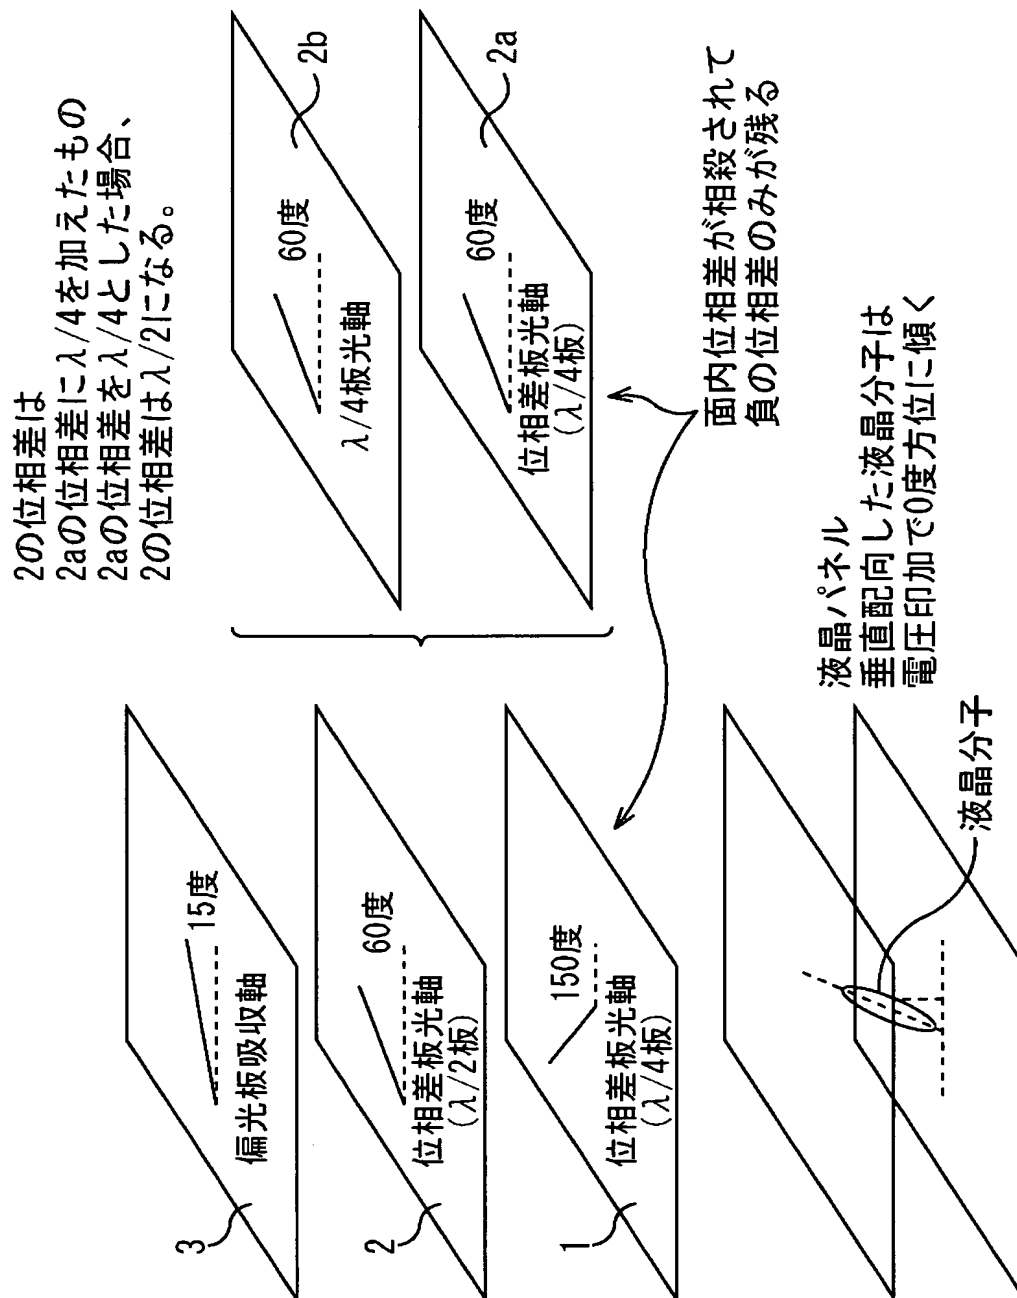 2の位相差は
2aの位相差にλ/4を加えたもの
2aの位相差をλ/4とした場合、
2の位相差はλ/2になる。
3
15度
偏光板吸収軸
2
60度
位相差板光軸
(λ/2板)
1
150度
位相差板光軸
(λ/4板)
2b
60度
λ/4板光軸
2a
60度
位相差板光軸
(λ/4板)
面内位相差が相殺されて
負の位相差のみが残る
液晶パネル
垂直配向した液晶分子は
電圧印加で0度方位に傾く
液晶分子